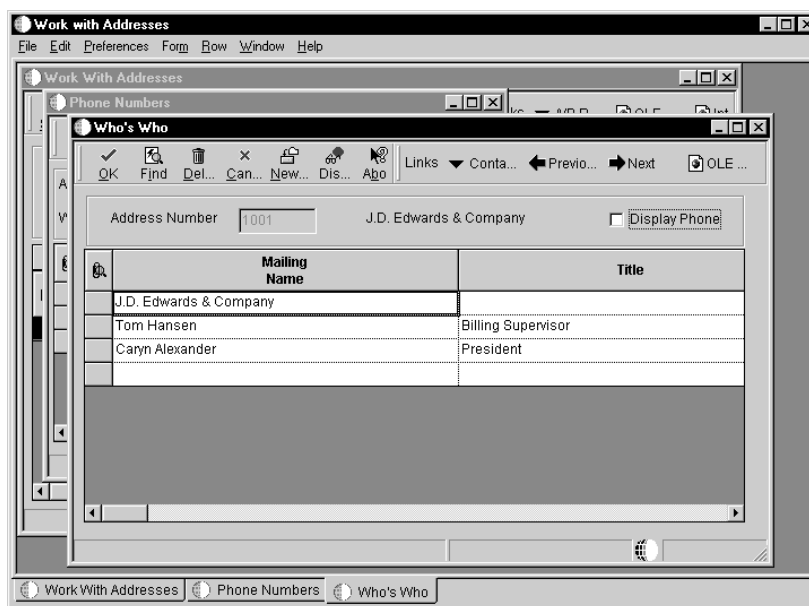 Work with Addresses
File Edit Preferences Form Row Window Help
Work With Addresses
Phone Numbers
Who's Who
OK Find Del... Can... New... Dis... Abo Links Conta... Previo... Next OLE ...
Address Number 1001 J.D. Edwards & Company Display Phone
Mailing Name Title
J.D. Edwards & Company
Tom Hansen Billing Supervisor
Caryn Alexander President
Work With Addresses Phone Numbers Who's Who